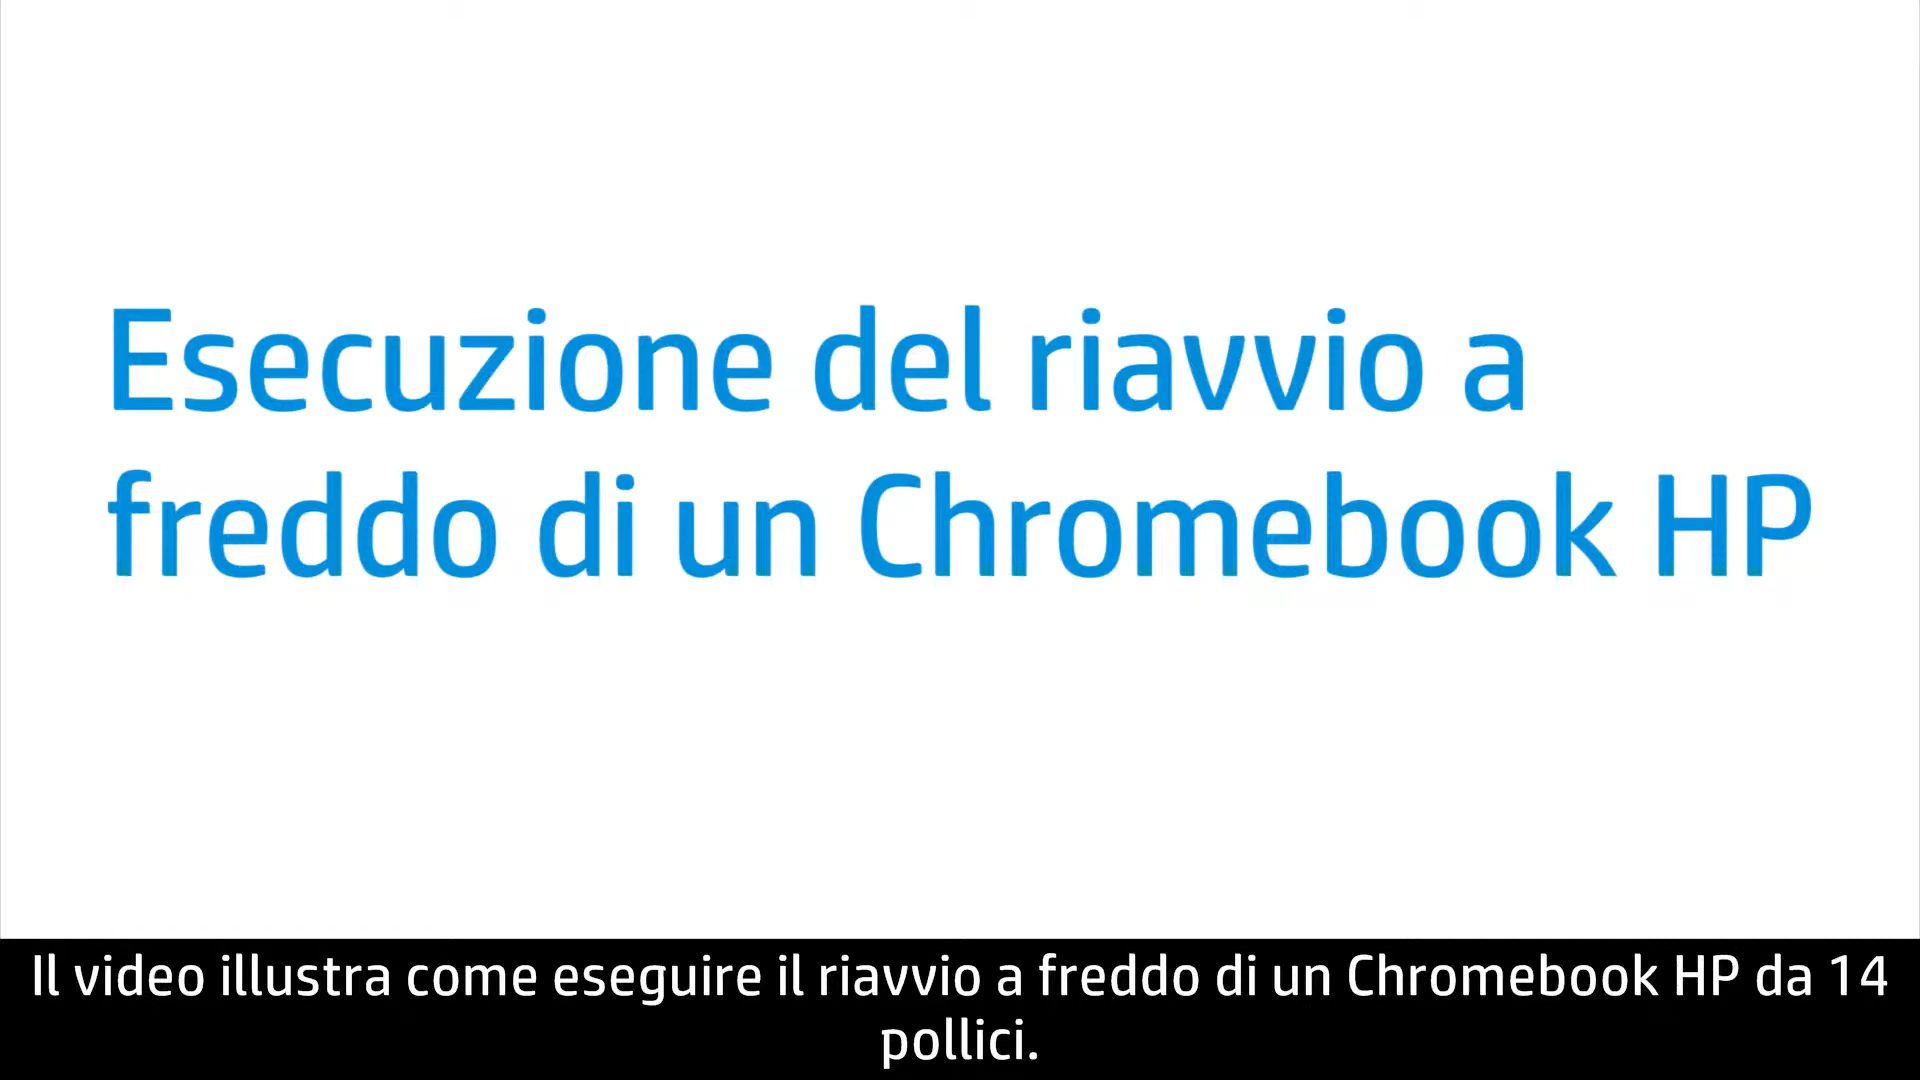 Esecuzione del riavvio a
freddo di un Chromebook HP
Il video illustra come eseguire il riavvio a freddo di un Chromebook HP da 14
pollici.